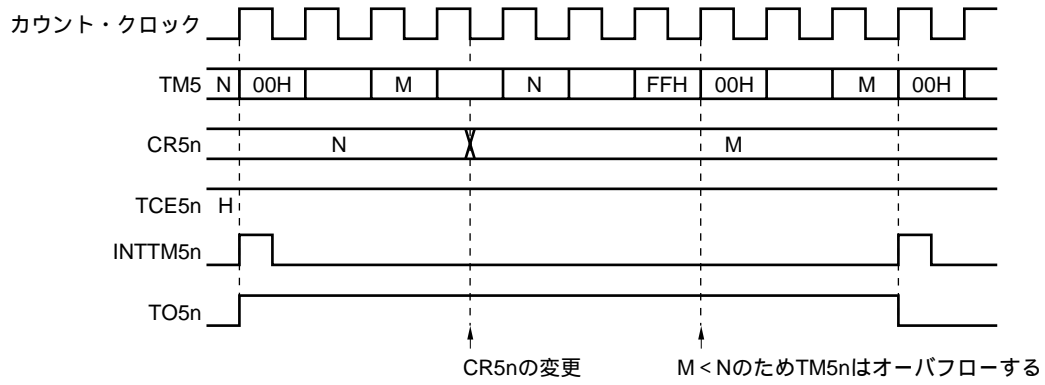 カウント・クロック
TM5 N 00H M N FFH 00H M 00H
CR5n N M
TCE5n H
INTTM5n
TO5n
CR5nの変更 M<NのためTM5nはオーバフローする